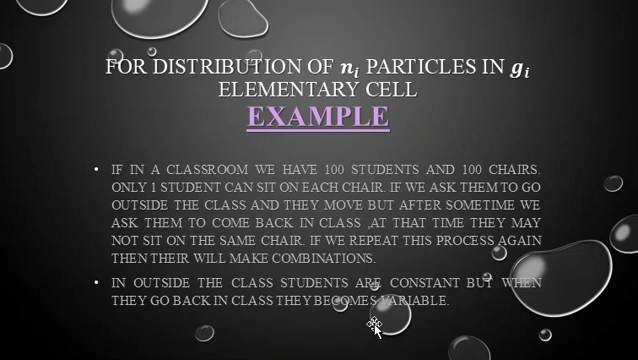 FOR DISTRIBUTION OF nᵢ PARTICLES IN gᵢ
ELEMENTARY CELL
EXAMPLE
• IF IN A CLASSROOM WE HAVE 100 STUDENTS AND 100 CHAIRS.
ONLY 1 STUDENT CAN SIT ON EACH CHAIR. IF WE ASK THEM TO GO
OUTSIDE THE CLASS AND THEY MOVE BUT AFTER SOMETIME WE
ASK THEM TO COME BACK IN CLASS ,AT THAT TIME THEY MAY
NOT SIT ON THE SAME CHAIR. IF WE REPEAT THIS PROCESS AGAIN
THEN THEIR WILL MAKE COMBINATIONS.
• IN OUTSIDE THE CLASS STUDENTS ARE CONSTANT BUT WHEN
THEY GO BACK IN CLASS THEY BECOMES VARIABLE.